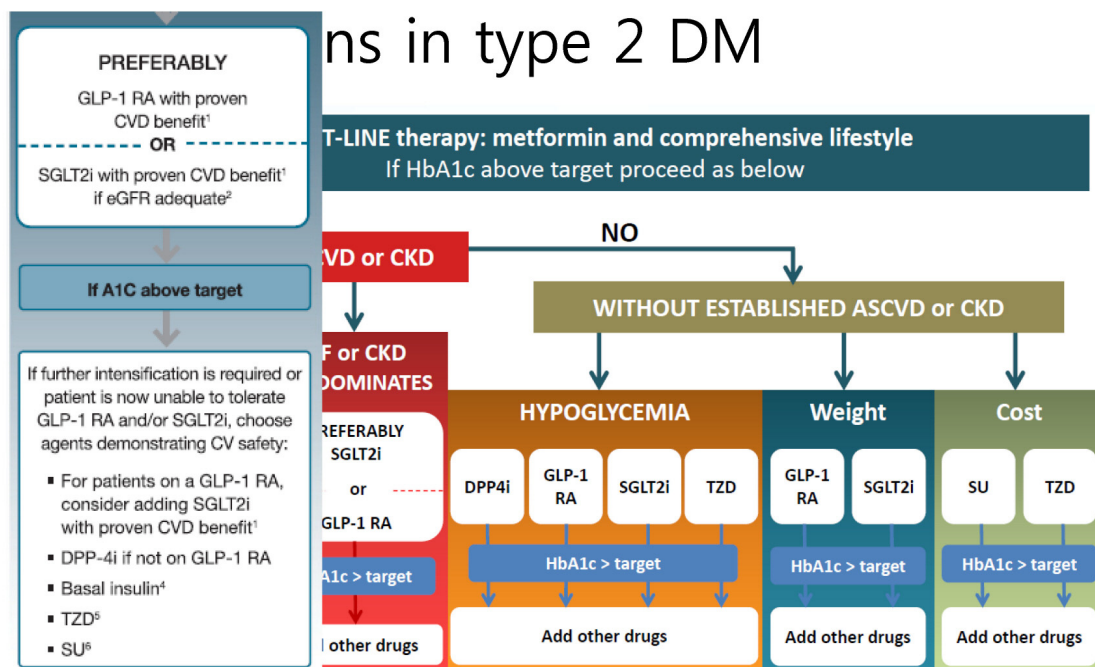 ns in type 2 DM
PREFERABLY
GLP-1 RA with proven
CVD benefit¹
OR
SGLT2i with proven CVD benefit¹
if eGFR adequate²
If A1C above target
If further intensification is required or
patient is now unable to tolerate
GLP-1 RA and/or SGLT2i, choose
agents demonstrating CV safety:
▪ For patients on a GLP-1 RA,
consider adding SGLT2i
with proven CVD benefit¹
▪ DPP-4i if not on GLP-1 RA
▪ Basal insulin⁴
▪ TZD⁵
▪ SU⁶
T-LINE therapy: metformin and comprehensive lifestyle
If HbA1c above target proceed as below
NO
CVD or CKD
WITHOUT ESTABLISHED ASCVD or CKD
F or CKD
DOMINATES
REFERABLY
SGLT2i
or
GLP-1 RA
A1c > target
other drugs
HYPOGLYCEMIA
DPP4i
GLP-1
RA
SGLT2i
TZD
HbA1c > target
Add other drugs
Weight
GLP-1
RA
SGLT2i
HbA1c > target
Add other drugs
Cost
SU
TZD
HbA1c > target
Add other drugs